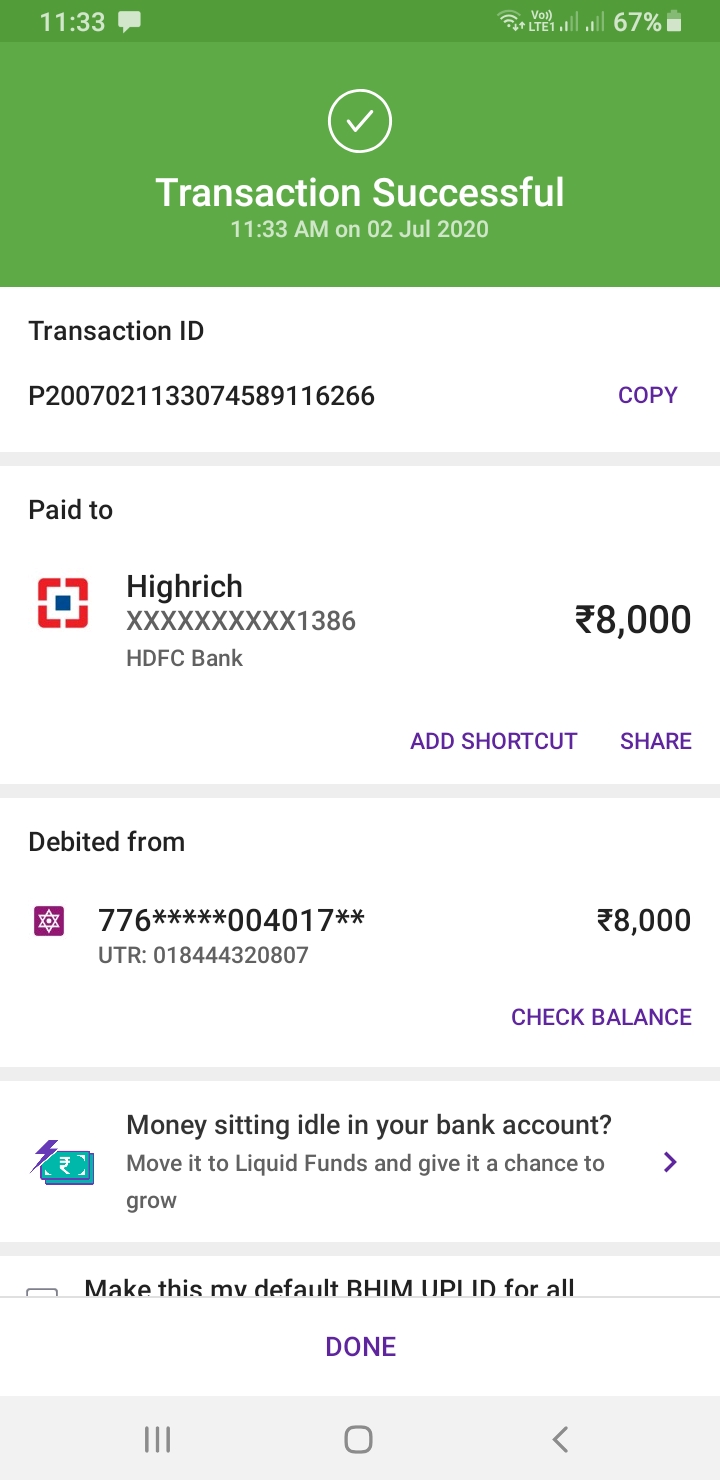 11:33
Vo))
LTE1
67%
Transaction Successful
11:33 AM on 02 Jul 2020
Transaction ID
P2007021133074589116266
COPY
Paid to
Highrich
XXXXXXXXXX1386
₹8,000
HDFC Bank
ADD SHORTCUT SHARE
Debited from
776*****004017**
₹8,000
UTR: 018444320807
CHECK BALANCE
Money sitting idle in your bank account?
Move it to Liquid Funds and give it a chance to
grow
Make this my default BHIM UPI ID for all
DONE